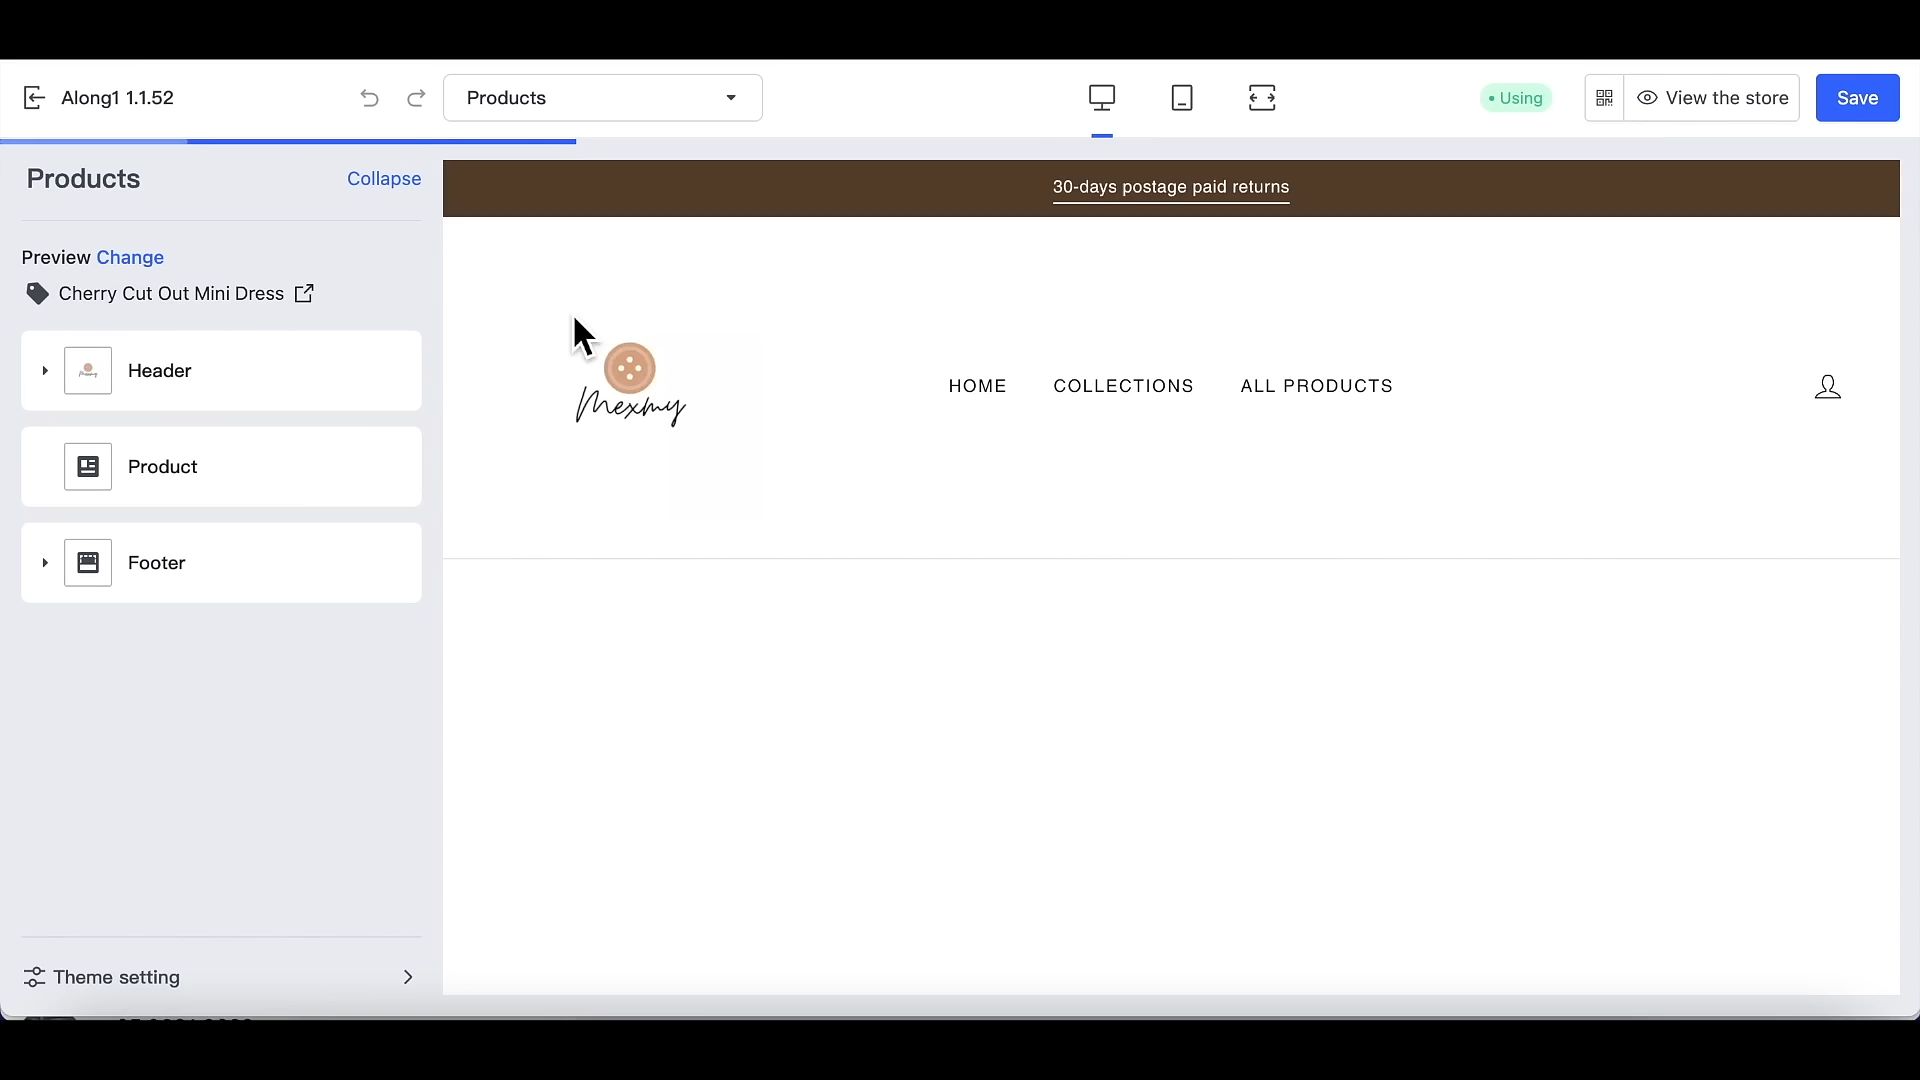 Along1 1.1.52
Products
• Using
View the store
Save
Products
Collapse
Preview Change
Cherry Cut Out Mini Dress
Header
Product
Footer
Theme setting
30-days postage paid returns
Mexmy
HOME
COLLECTIONS
ALL PRODUCTS